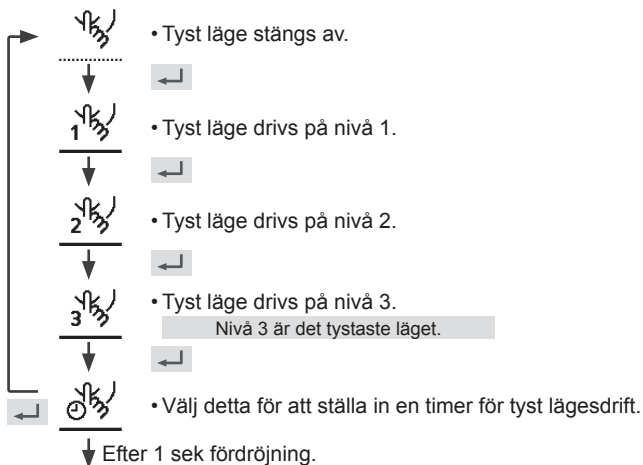 • Tyst läge stängs av.
1
• Tyst läge drivs på nivå 1.
2
• Tyst läge drivs på nivå 2.
3
• Tyst läge drivs på nivå 3.
Nivå 3 är det tystaste läget.
• Välj detta för att ställa in en timer för tyst lägesdrift.
Efter 1 sek fördröjning.